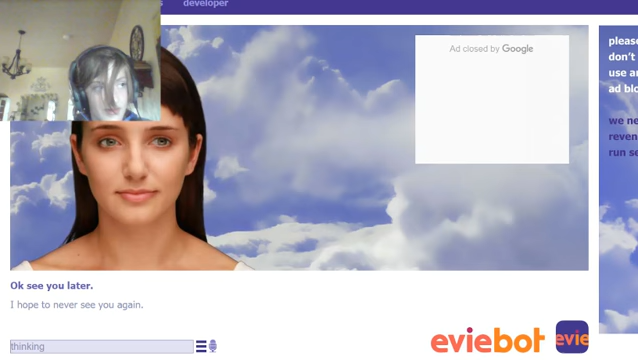 s developer
Ad closed by Google
please
don't
use a
ad blo
we ne
reven
run se
Ok see you later.
I hope to never see you again.
thinking
eviebot
evie